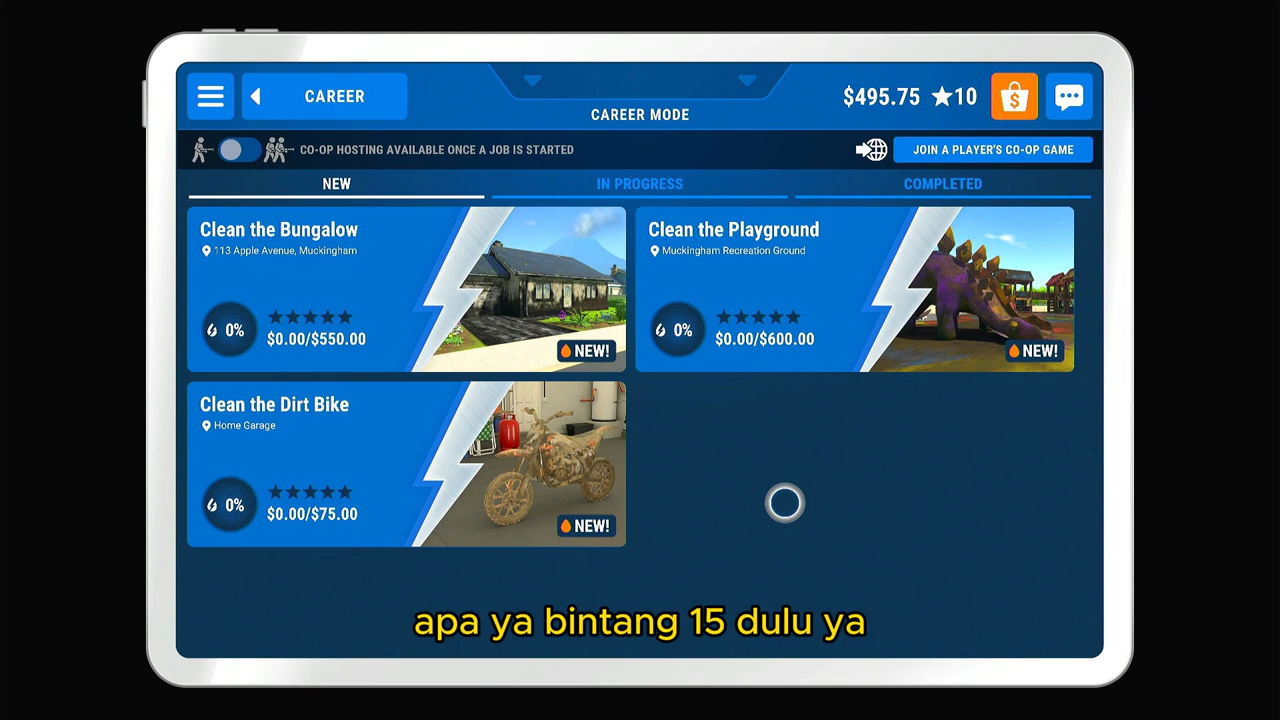 CAREER
$495.75 ★10
CAREER MODE
CO-OP HOSTING AVAILABLE ONCE A JOB IS STARTED
JOIN A PLAYER'S CO-OP GAME
NEW
IN PROGRESS
COMPLETED
Clean the Bungalow
113 Apple Avenue, Muckingham
0%
$0.00/$550.00
NEW!
Clean the Playground
Muckingham Recreation Ground
0%
$0.00/$600.00
NEW!
Clean the Dirt Bike
Home Garage
0%
$0.00/$75.00
NEW!
apa ya bintang 15 dulu ya